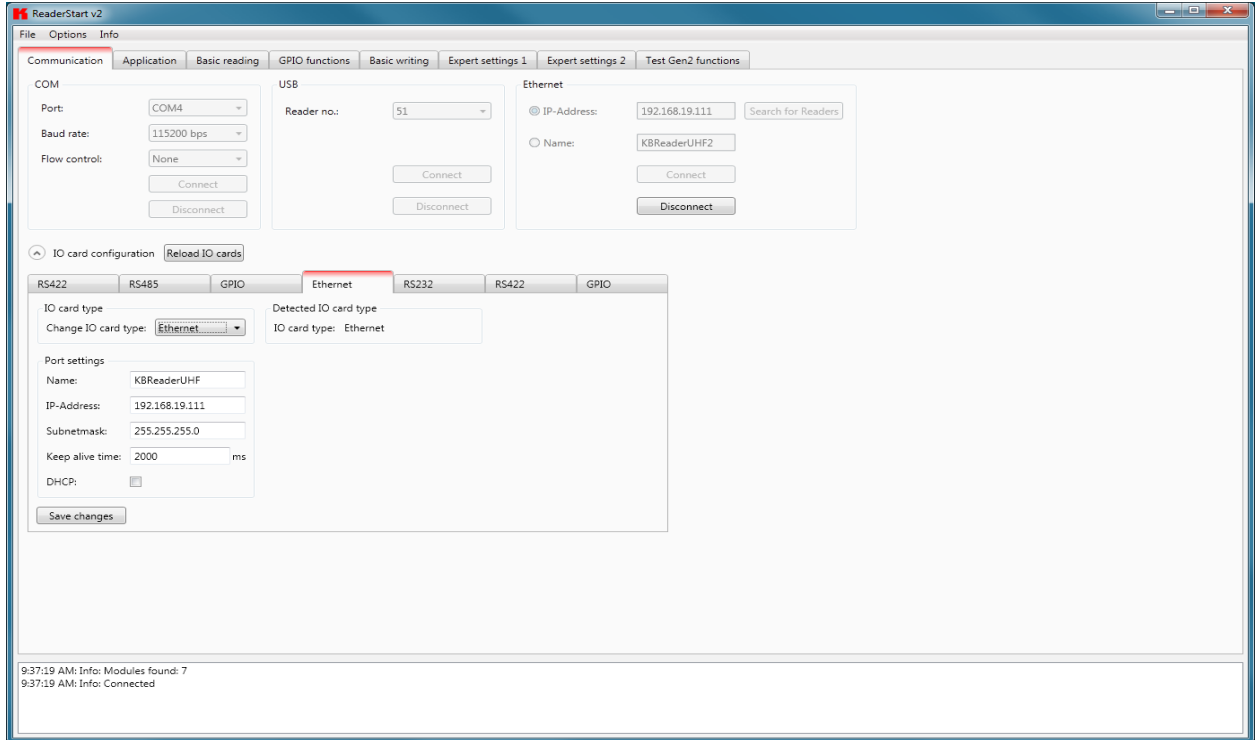 ReaderStart v2
File Options Info
Communication Application Basic reading GPIO functions Basic writing Expert settings 1 Expert settings 2 Test Gen2 functions
COM
Port: COM4
Baud rate: 115200 bps
Flow control: None
Connect
Disconnect
USB
Reader no.: 51
Connect
Disconnect
Ethernet
IP-Address: 192.168.19.111 Search for Readers
Name: KBReaderUHF2
Connect
Disconnect
IO card configuration Reload IO cards
RS422 RS485 GPIO Ethernet RS232 RS422 GPIO
IO card type
Change IO card type: Ethernet
Detected IO card type
IO card type: Ethernet
Port settings
Name: KBReaderUHF
IP-Address: 192.168.19.111
Subnetmask: 255.255.255.0
Keep alive time: 2000 ms
DHCP:
Save changes
9:37:19 AM: Info: Modules found: 7
9:37:19 AM: Info: Connected